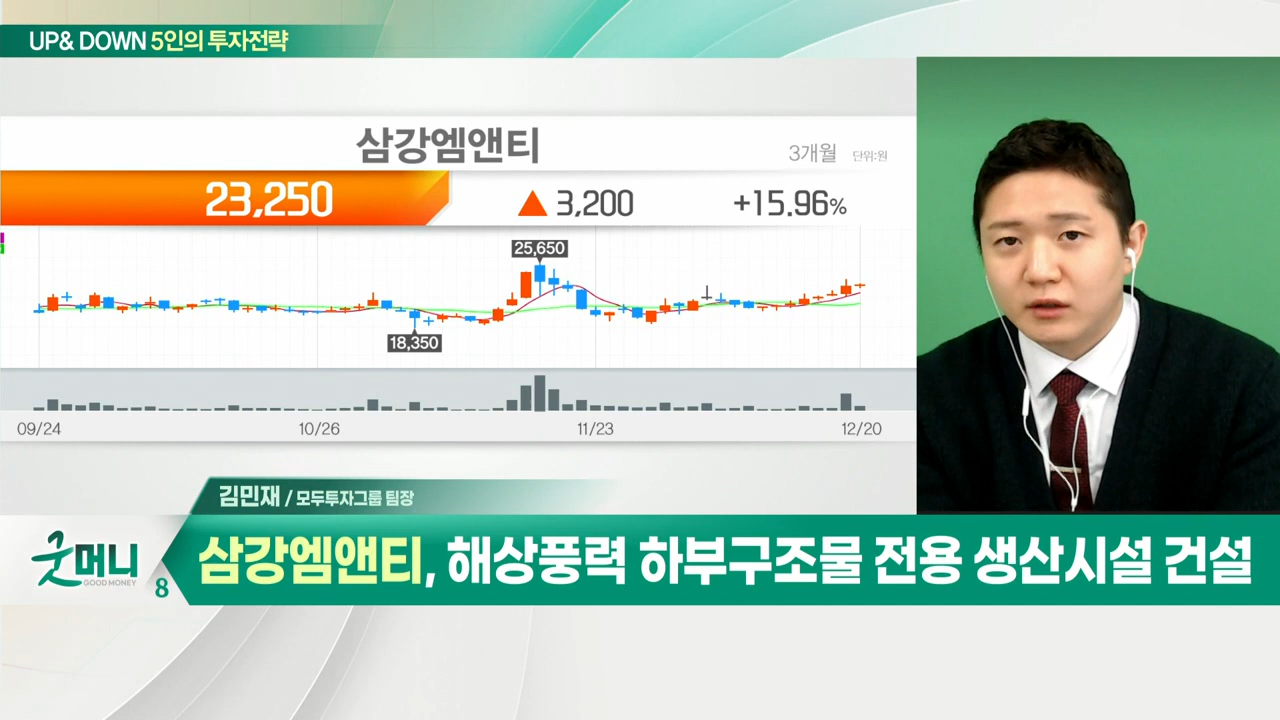 UP& DOWN 5인의 투자전략
삼강엠앤티
3개월 단위:원
23,250 ▲ 3,200 +15.96%
25,650
18,350
09/24 10/26 11/23 12/20
김민재 / 모두투자그룹 팀장
굿머니
GOOD MONEY
8
삼강엠앤티, 해상풍력 하부구조물 전용 생산시설 건설